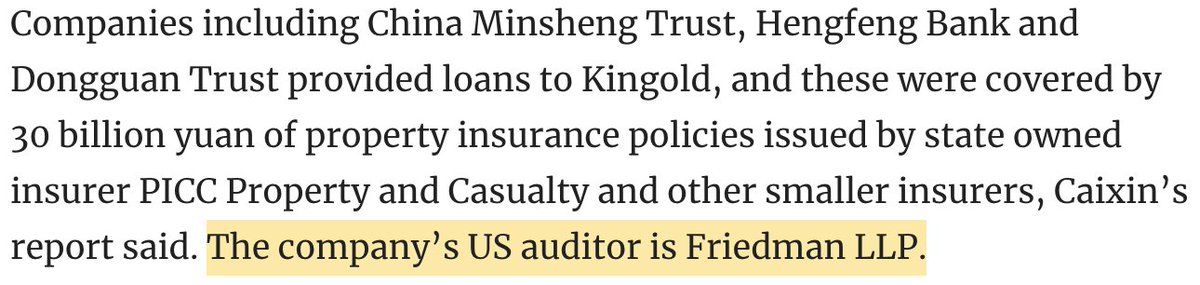 Companies including China Minsheng Trust, Hengfeng Bank and
Dongguan Trust provided loans to Kingold, and these were covered by
30 billion yuan of property insurance policies issued by state owned
insurer PICC Property and Casualty and other smaller insurers, Caixin’s
report said. The company’s US auditor is Friedman LLP.